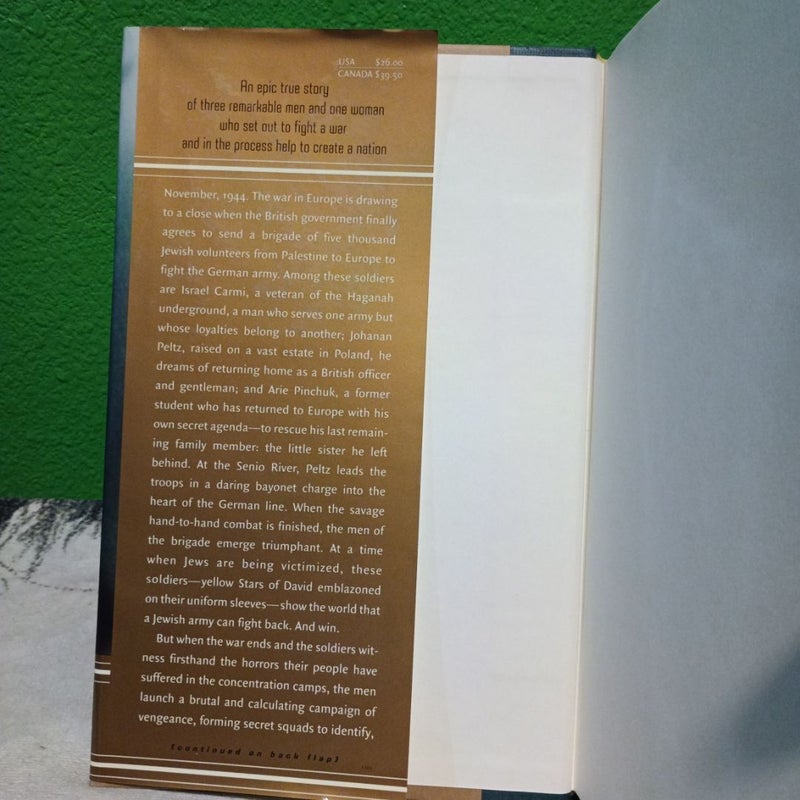 USA $26.00
CANADA $39.50
An epic true story
of three remarkable men and one woman
who set out to fight a war
and in the process help to create a nation
November, 1944. The war in Europe is drawing
to a close when the British government finally
agrees to send a brigade of five thousand
Jewish volunteers from Palestine to Europe to
fight the German army. Among these soldiers
are Israel Carmi, a veteran of the Haganah
underground, a man who serves one army but
whose loyalties belong to another; Johanan
Peltz, raised on a vast estate in Poland, he
dreams of returning home as a British officer
and gentleman; and Arie Pinchuk, a former
student who has returned to Europe with his
own secret agenda—to rescue his last remain-
ing family member: the little sister he left
behind. At the Senio River, Peltz leads the
troops in a daring bayonet charge into the
heart of the German line. When the savage
hand-to-hand combat is finished, the men of
the brigade emerge triumphant. At a time
when Jews are being victimized, these
soldiers—yellow Stars of David emblazoned
on their uniform sleeves—show the world that
a Jewish army can fight back. And win.
But when the war ends and the soldiers wit-
ness firsthand the horrors their people have
suffered in the concentration camps, the men
launch a brutal and calculating campaign of
vengeance, forming secret squads to identify,
(continued on back flap)